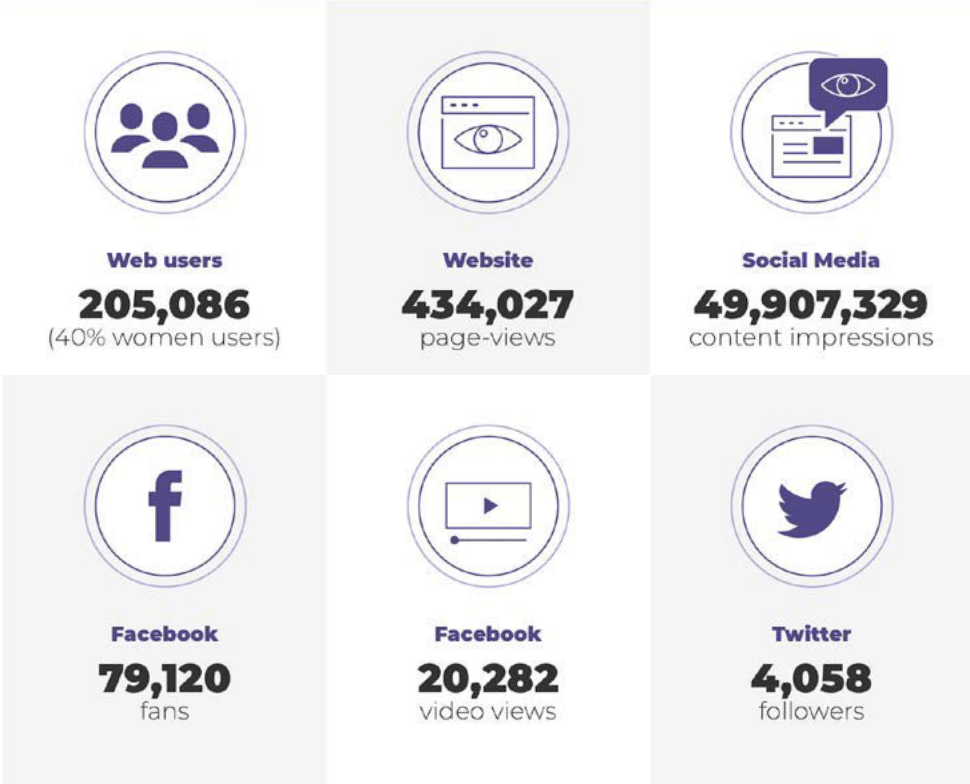 Web users
205,086
(40% women users)
Website
434,027
page-views
Social Media
49,907,329
content impressions
Facebook
79,120
fans
Facebook
20,282
video views
Twitter
4,058
followers